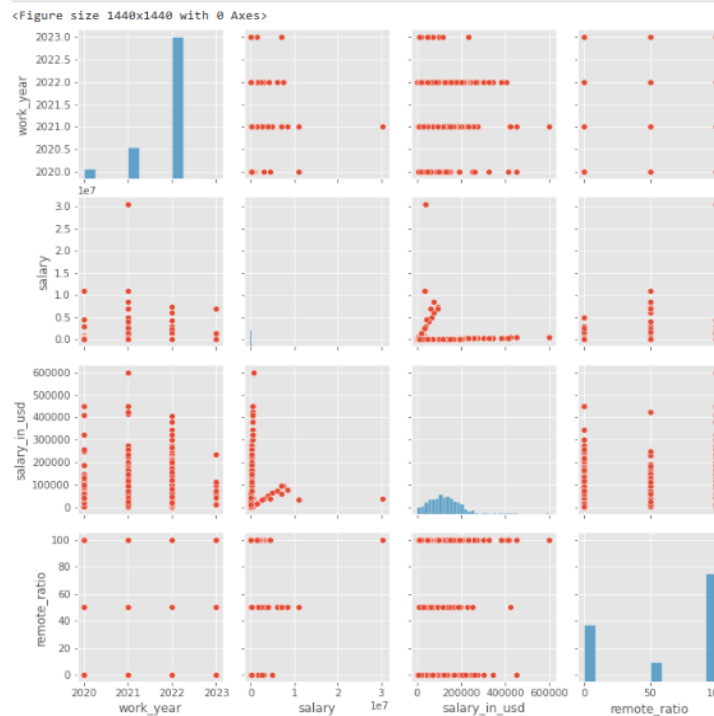 <Figure size 1440x1440 with 0 Axes>
2023.0
2022.5
2022.0
2021.5
2021.0
2020.5
2020.0
work_year
1e7
3.0
2.5
2.0
1.5
1.0
0.5
0.0
salary
600000
500000
400000
300000
200000
100000
0
salary_in_usd
100
80
60
40
20
0
remote_ratio
2020 2021 2022 2023
work_year
0 1 2 3
1e7
salary
0 200000 400000 600000
salary_in_usd
0 50 10
remote_ratio